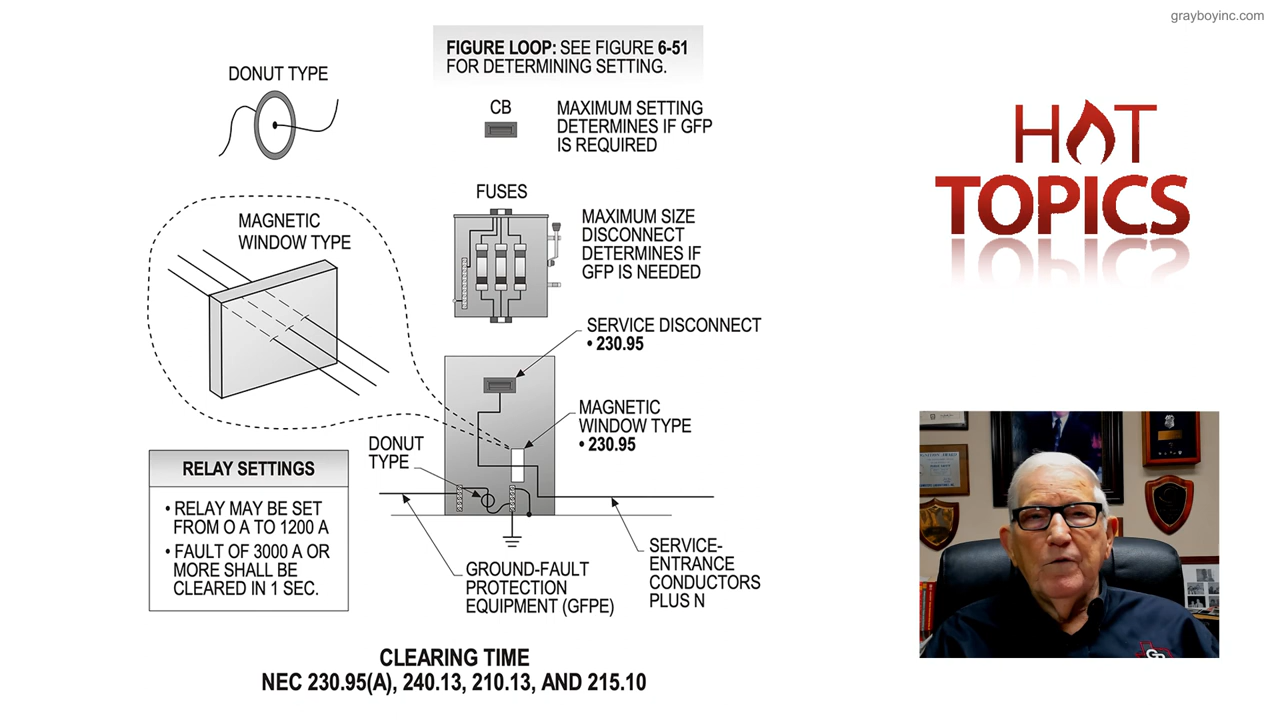 grayboyinc.com
FIGURE LOOP: SEE FIGURE 6-51
FOR DETERMINING SETTING.
DONUT TYPE
CB
MAXIMUM SETTING
DETERMINES IF GFP
IS REQUIRED
HOT
TOPICS
FUSES
MAXIMUM SIZE
DISCONNECT
DETERMINES IF
GFP IS NEEDED
MAGNETIC
WINDOW TYPE
SERVICE DISCONNECT
• 230.95
MAGNETIC
WINDOW TYPE
• 230.95
DONUT
TYPE
RELAY SETTINGS
• RELAY MAY BE SET
FROM O A TO 1200 A
• FAULT OF 3000 A OR
MORE SHALL BE
CLEARED IN 1 SEC.
GROUND-FAULT
PROTECTION
EQUIPMENT (GFPE)
SERVICE-
ENTRANCE
CONDUCTORS
PLUS N
CLEARING TIME
NEC 230.95(A), 240.13, 210.13, AND 215.10